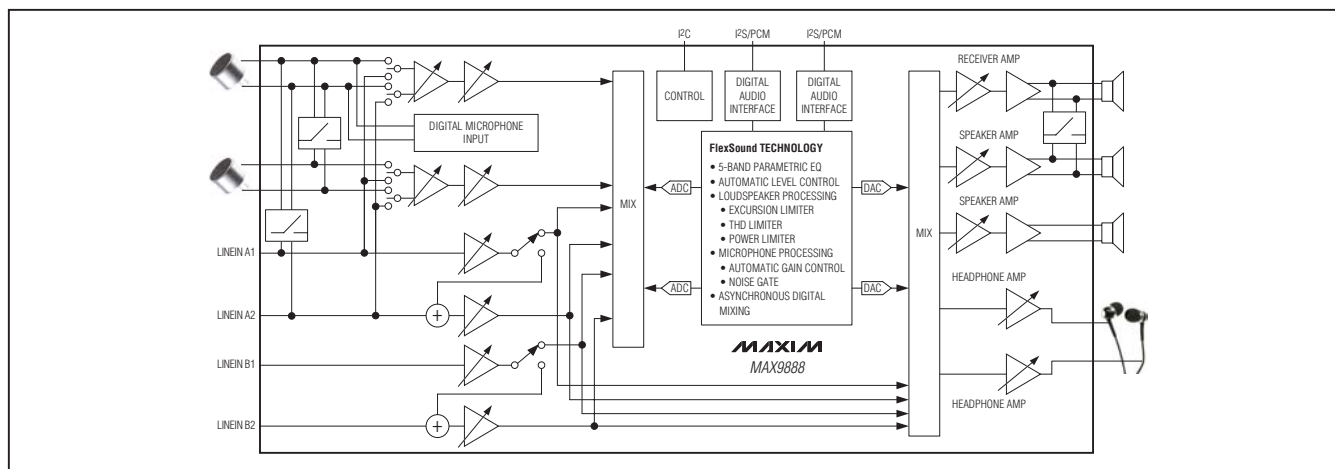 I²C
I²S/PCM
I²S/PCM
CONTROL
DIGITAL
AUDIO
INTERFACE
DIGITAL
AUDIO
INTERFACE
RECEIVER AMP
DIGITAL MICROPHONE
INPUT
FlexSound TECHNOLOGY
• 5-BAND PARAMETRIC EQ
• AUTOMATIC LEVEL CONTROL
• LOUDSPEAKER PROCESSING
• EXCURSION LIMITER
• THD LIMITER
• POWER LIMITER
• MICROPHONE PROCESSING
• AUTOMATIC GAIN CONTROL
• NOISE GATE
• ASYNCHRONOUS DIGITAL
MIXING
SPEAKER AMP
MIX
ADC
DAC
SPEAKER AMP
MIX
LINEIN A1
HEADPHONE AMP
ADC
DAC
LINEIN A2
+
MAXIM
MAX9888
LINEIN B1
HEADPHONE AMP
LINEIN B2
+